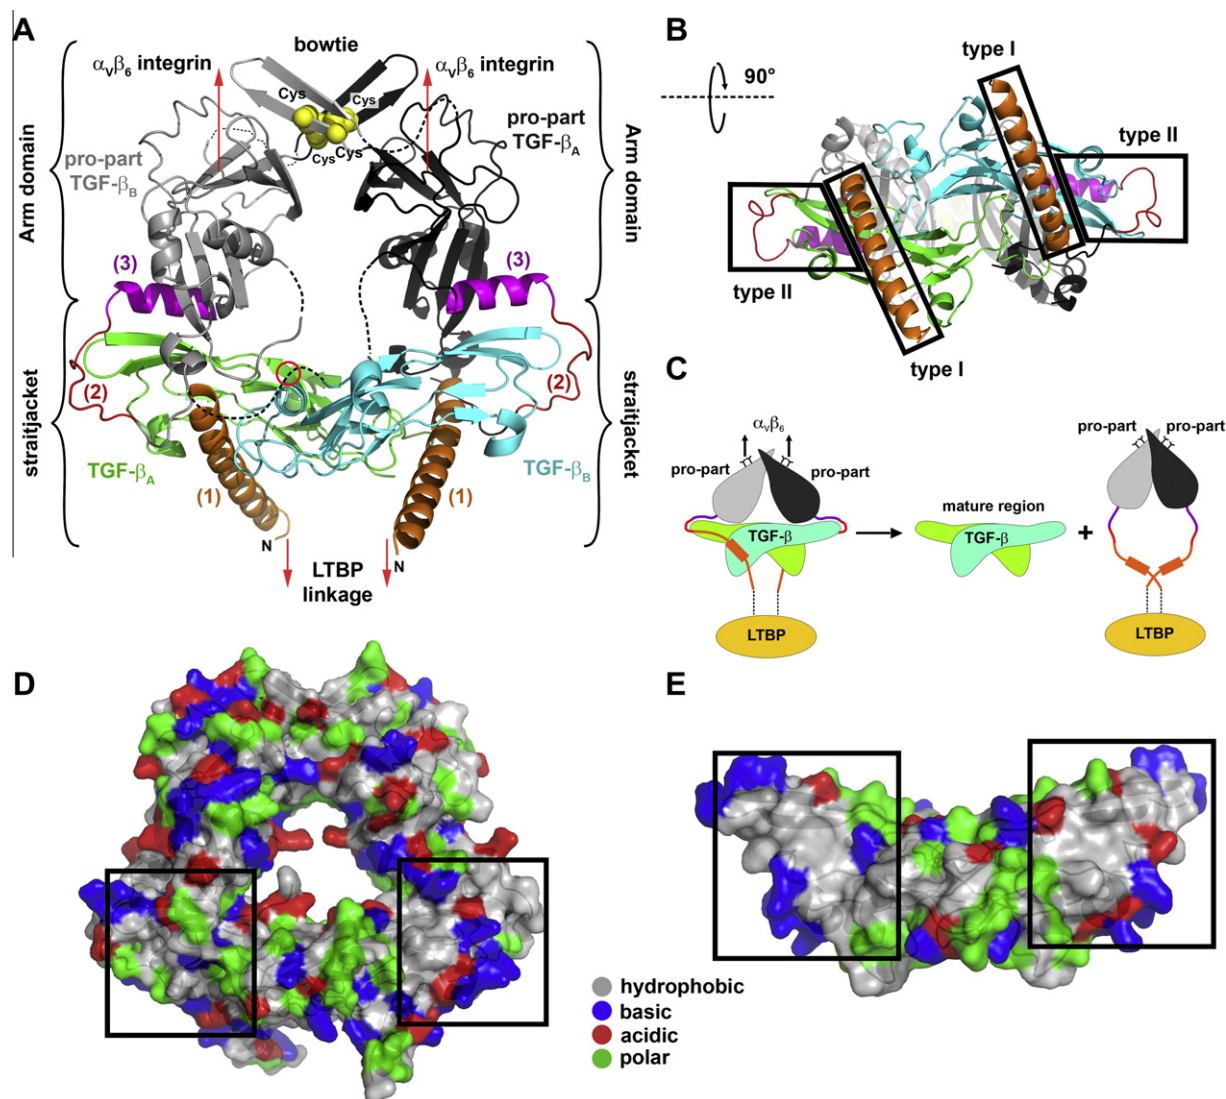 A
bowtie
αvβ6 integrin
αvβ6 integrin
Cys
Cys
Cys
Cys
pro-part
TGF-βB
pro-part
TGF-βA
Arm domain
Arm domain
(3)
(3)
(2)
(2)
straitjacket
straitjacket
TGF-βA
TGF-βB
(1)
(1)
N
N
LTBP
linkage
B
90°
type I
type II
type II
type I
C
αvβ6
pro-part
pro-part
TGF-β
mature region
TGF-β
+
pro-part
pro-part
LTBP
LTBP
D
E
hydrophobic
basic
acidic
polar